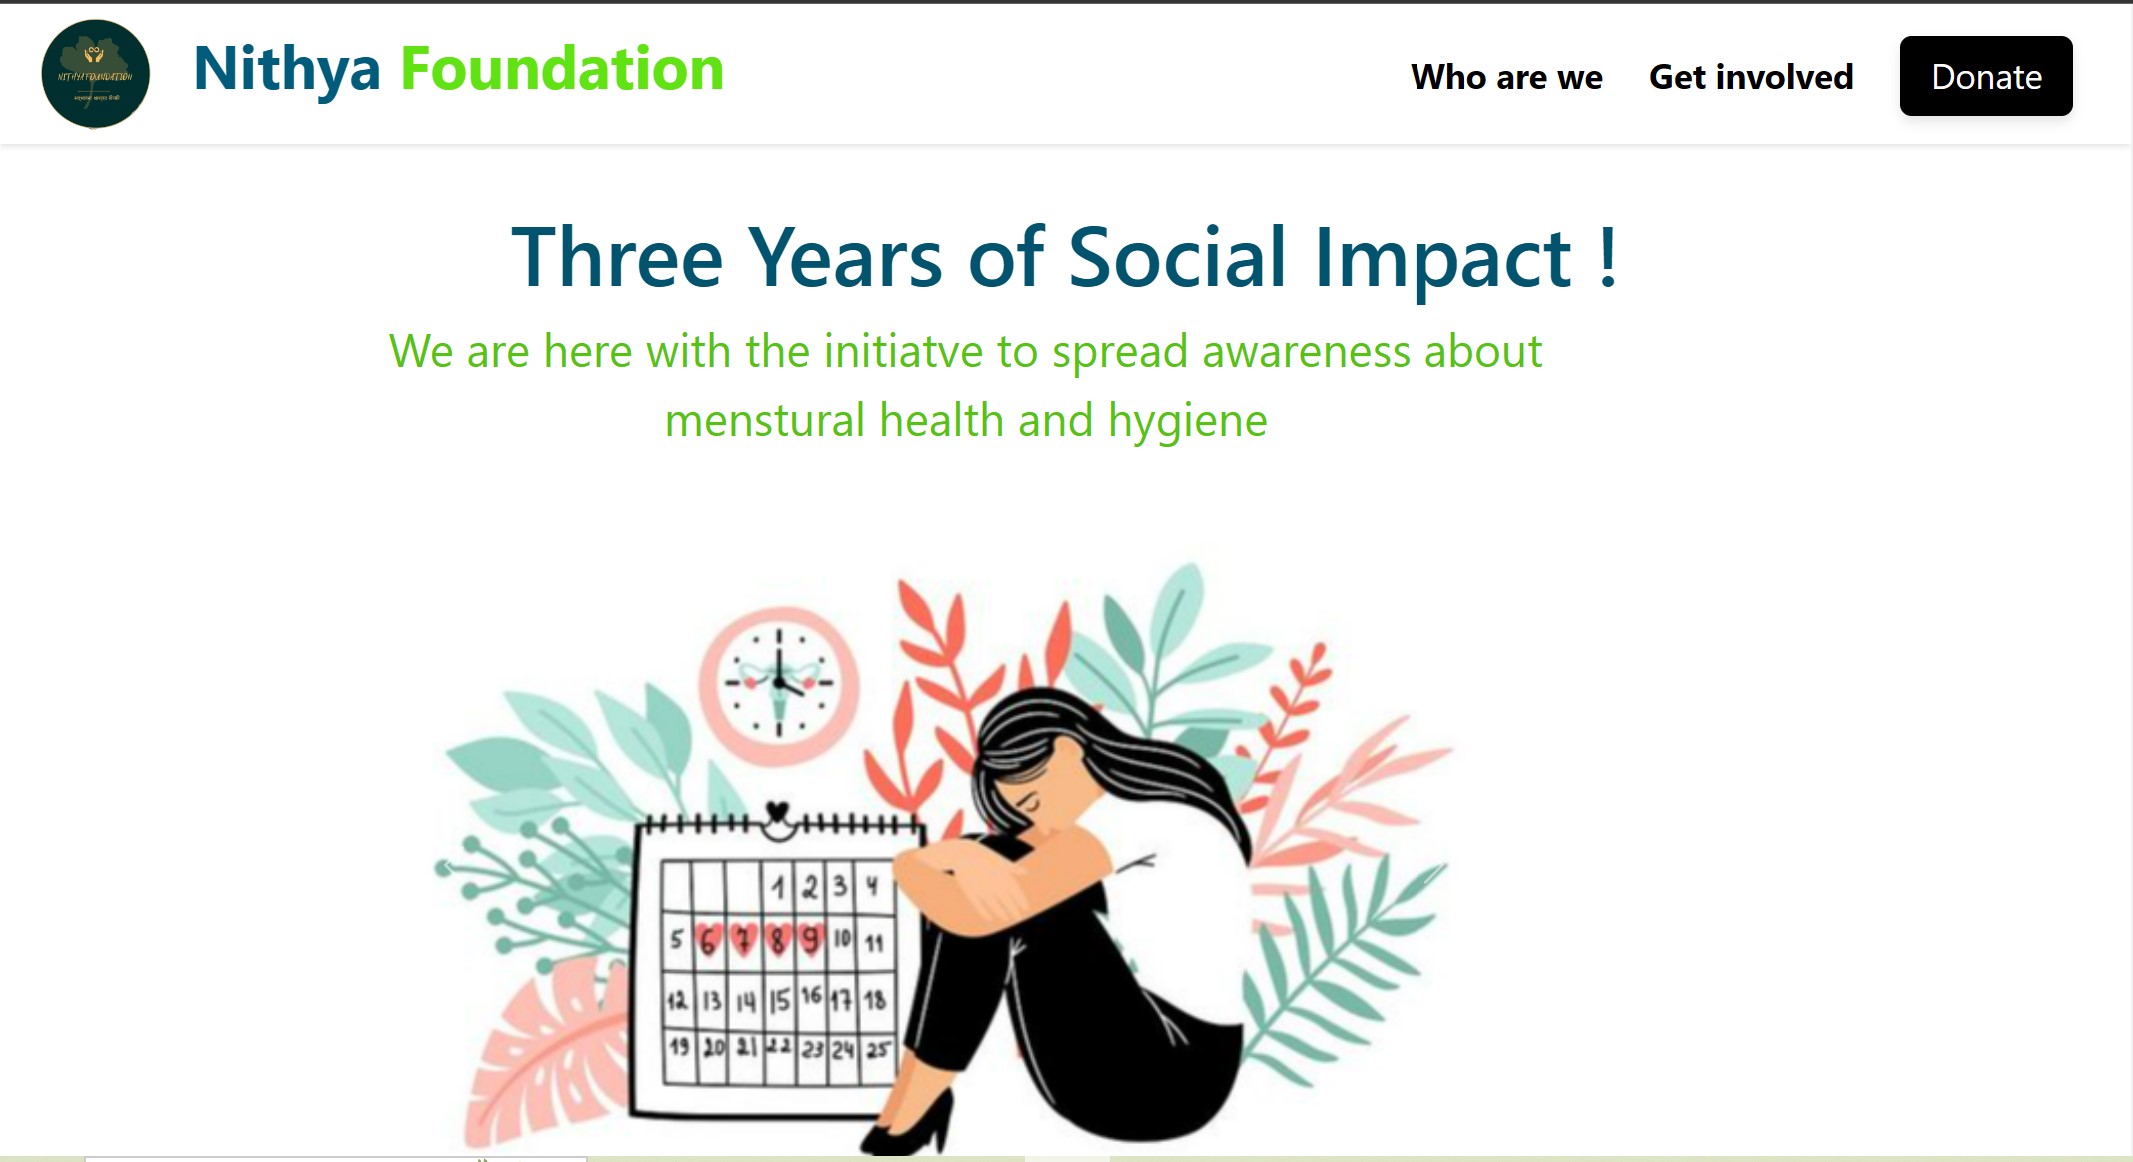 NITHYA FOUNDATION
Nithya Foundation
Who are we
Get involved
Donate
Three Years of Social Impact !
We are here with the initiatve to spread awareness about
menstural health and hygiene
1 2 3 4
5 6 7 8 9 10 11
12 13 14 15 16 17 18
19 20 21 22 23 24 25